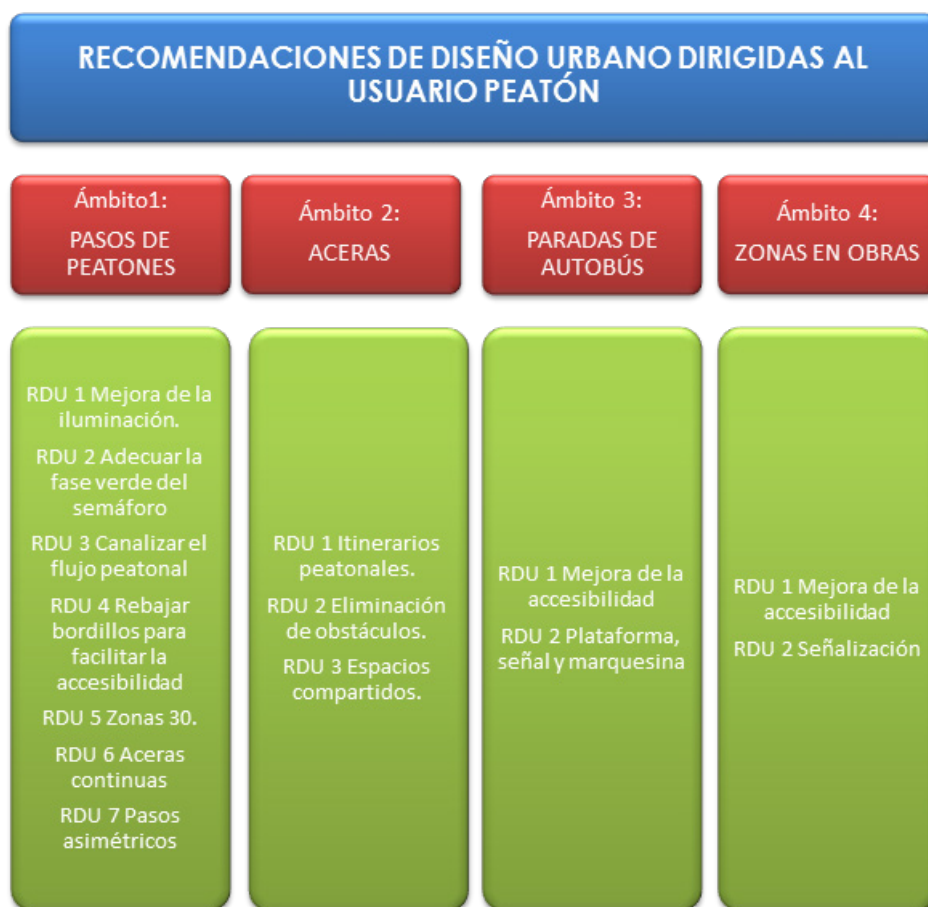 RECOMENDACIONES DE DISEÑO URBANO DIRIGIDAS AL
USUARIO PEATÓN
Ámbito1:
PASOS DE
PEATONES
Ámbito 2:
ACERAS
Ámbito 3:
PARADAS DE
AUTOBÚS
Ámbito 4:
ZONAS EN OBRAS
RDU 1 Mejora de la
iluminación.
RDU 2 Adecuar la
fase verde del
semáforo
RDU 3 Canalizar el
flujo peatonal
RDU 4 Rebajar
bordillos para
facilitar la
accesibilidad
RDU 5 Zonas 30.
RDU 6 Aceras
continuas
RDU 7 Pasos
asimétricos
RDU 1 Itinerarios
peatonales.
RDU 2 Eliminación
de obstáculos.
RDU 3 Espacios
compartidos.
RDU 1 Mejora de la
accesibilidad
RDU 2 Plataforma,
señal y marquesina
RDU 1 Mejora de la
accesibilidad
RDU 2 Señalización